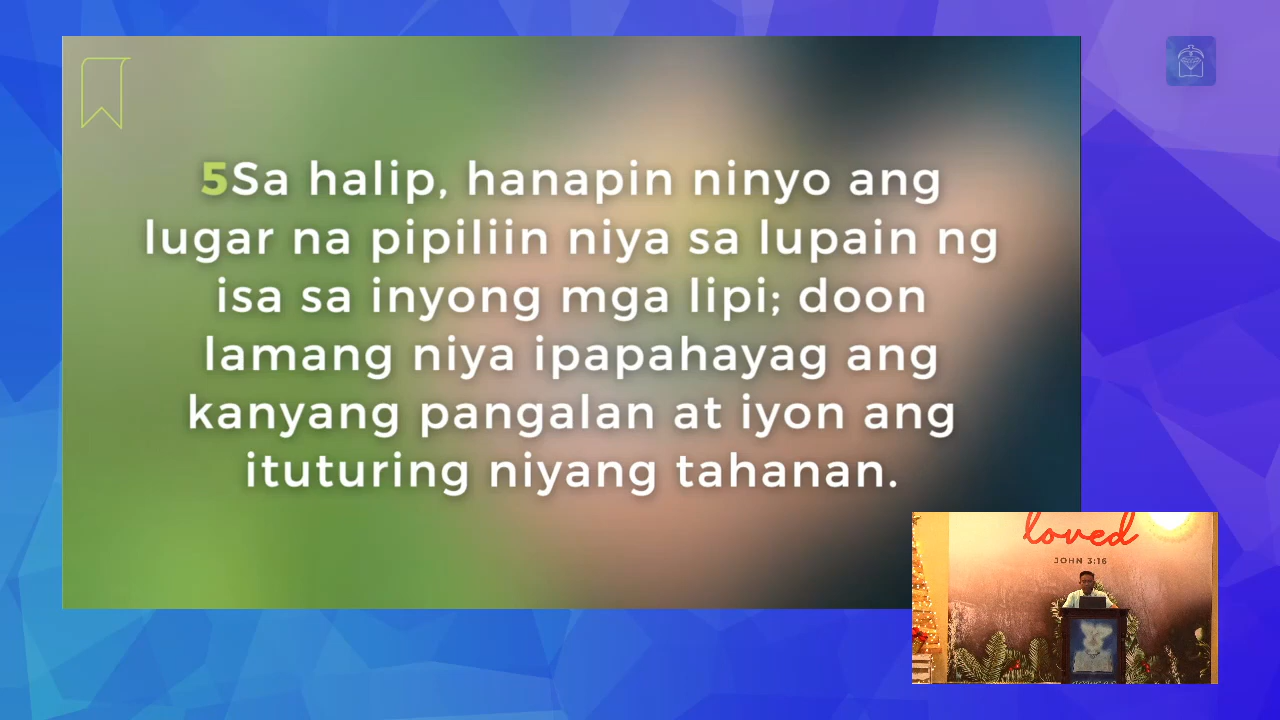 5Sa halip, hanapin ninyo ang
lugar na pipiliin niya sa lupain ng
isa sa inyong mga lipi; doon
lamang niya ipapahayag ang
kanyang pangalan at iyon ang
ituturing niyang tahanan.
loved
JOHN 3:16